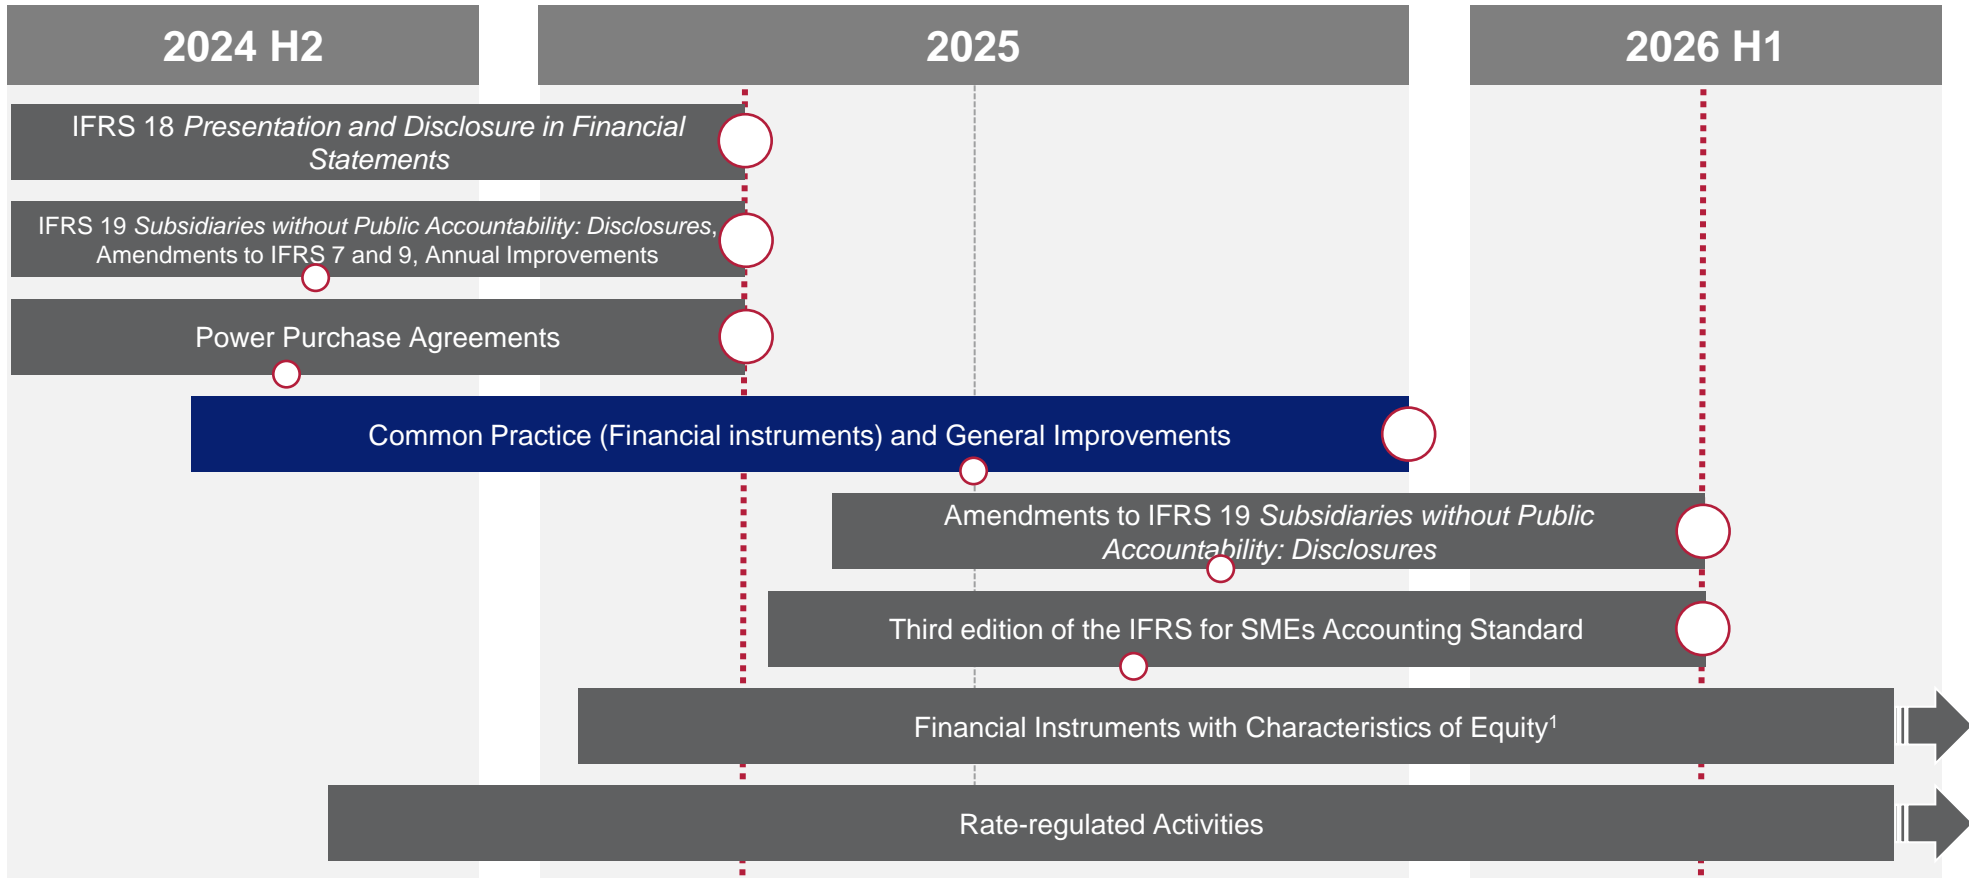 2024 H2
2025
2026 H1
IFRS 18 Presentation and Disclosure in Financial
Statements
IFRS 19 Subsidiaries without Public Accountability: Disclosures,
Amendments to IFRS 7 and 9, Annual Improvements
Power Purchase Agreements
Common Practice (Financial instruments) and General Improvements
Amendments to IFRS 19 Subsidiaries without Public
Accountability: Disclosures
Third edition of the IFRS for SMEs Accounting Standard
Financial Instruments with Characteristics of Equity¹
Rate-regulated Activities